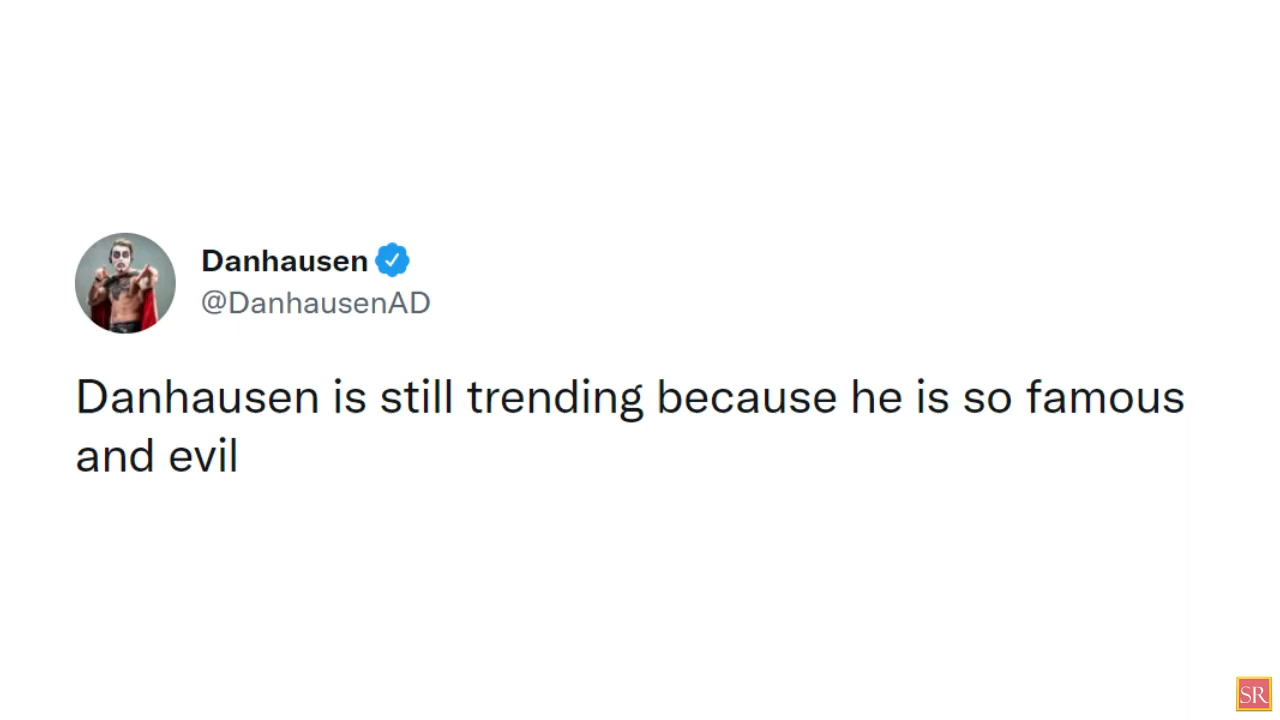 Danhausen
@DanhausenAD
Danhausen is still trending because he is so famous
and evil
SR